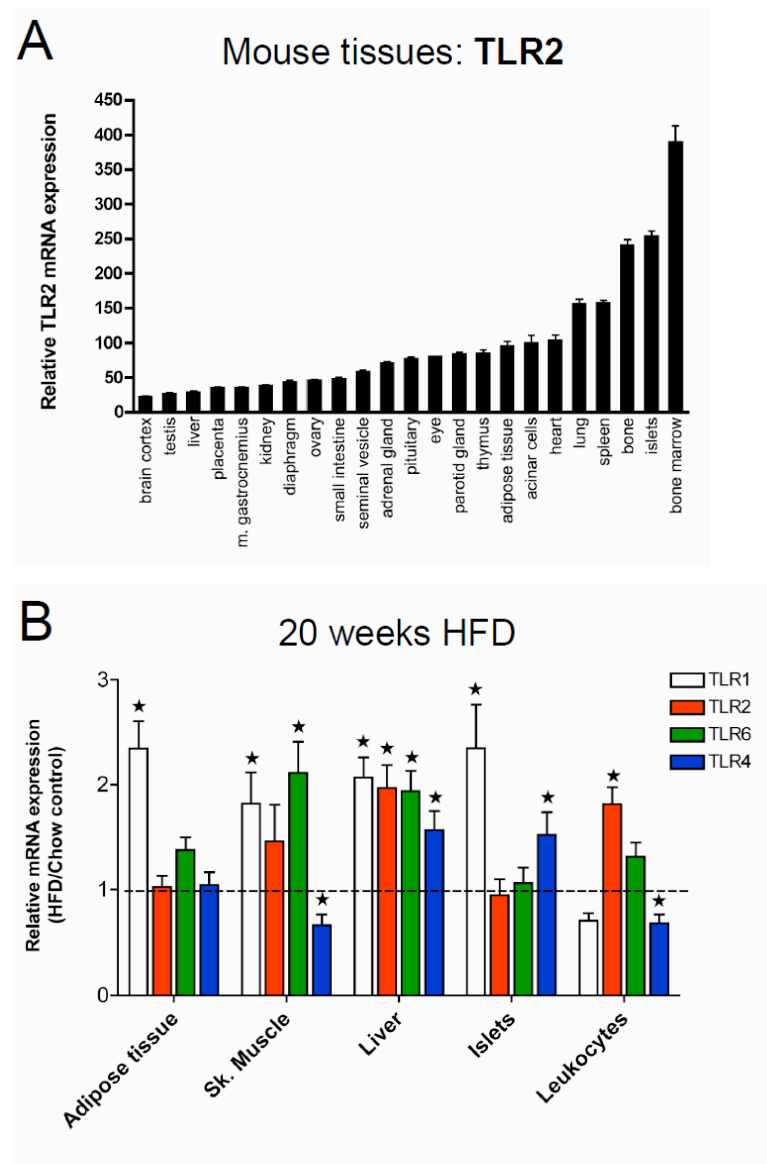 A
Mouse tissues: TLR2
Relative TLR2 mRNA expression
450
400
350
300
250
200
150
100
50
0
brain cortex
testis
liver
placenta
m. gastrocnemius
kidney
diaphragm
ovary
small intestine
seminal vesicle
adrenal gland
pituitary
eye
parotid gland
thymus
adipose tissue
acinar cells
heart
lung
spleen
bone
islets
bone marrow
B
20 weeks HFD
Relative mRNA expression
(HFD/Chow control)
3
2
1
0
TLR1
TLR2
TLR6
TLR4
Adipose tissue
Sk. Muscle
Liver
Islets
Leukocytes